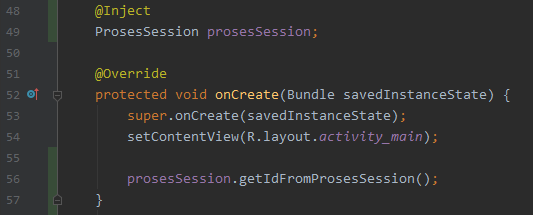 48 @Inject
49 ProsesSession prosesSession;
50
51 @Override
52 protected void onCreate(Bundle savedInstanceState) {
53 super.onCreate(savedInstanceState);
54 setContentView(R.layout.activity_main);
55
56 prosesSession.getIdFromProsesSession();
57 }